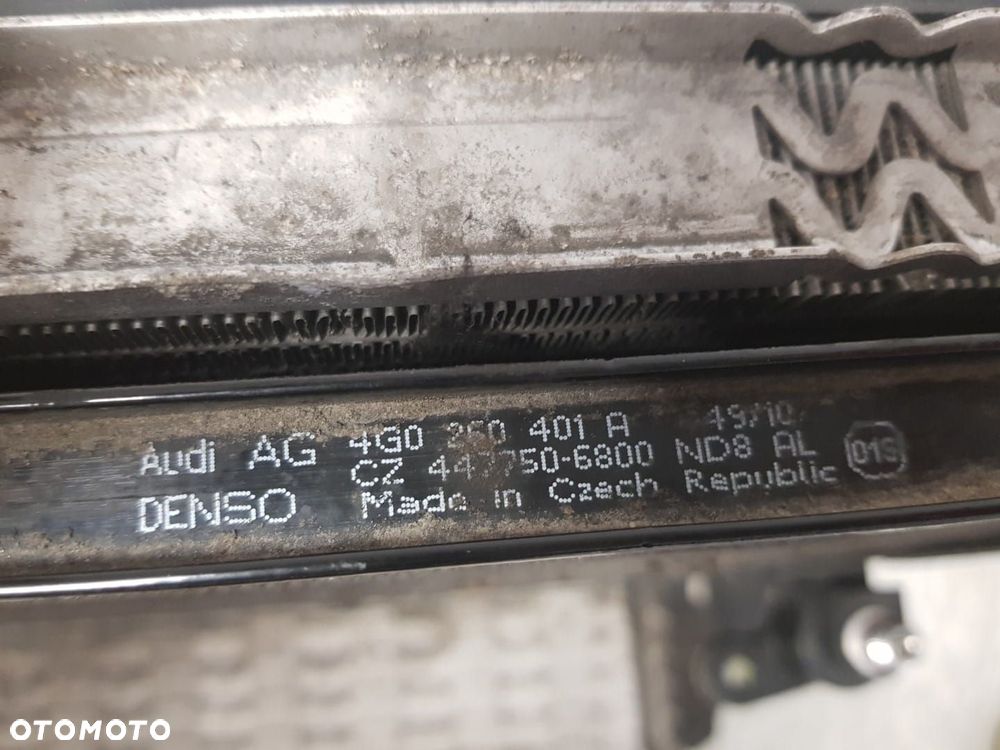 Audi AG 4G0 260 401 A 49/10
CZ 447750-6800 ND8 AL
DENSO Made in Czech Republic 01S
OTOMOTO